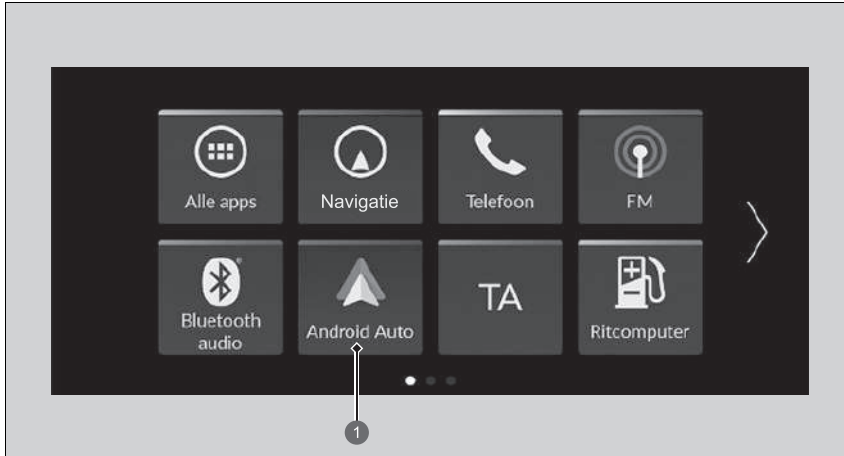 Alle apps
Navigatie
Telefoon
FM
Bluetooth
audio
Android Auto
TA
Ritcomputer
1